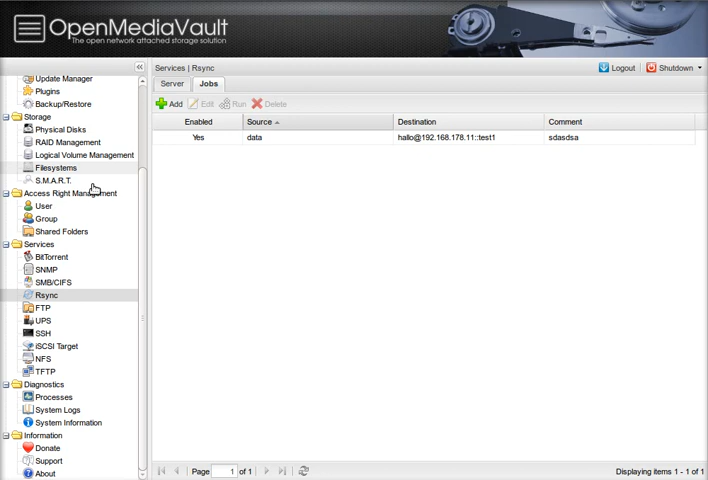 OpenMediaVault
The open network attached storage solution
Services | Rsync
Logout
Shutdown
Update Manager
Plugins
Backup/Restore
Storage
Physical Disks
RAID Management
Logical Volume Management
Filesystems
S.M.A.R.T.
Access Right Management
User
Group
Shared Folders
Services
BitTorrent
SNMP
SMB/CIFS
Rsync
FTP
UPS
SSH
iSCSI Target
NFS
TFTP
Diagnostics
Processes
System Logs
System Information
Information
Donate
Support
About
Server Jobs
Add Edit Run Delete
Enabled Source Destination Comment
Yes data hallo@192.168.178.11::test1 sdasdsa
Page 1 of 1
Displaying items 1 - 1 of 1